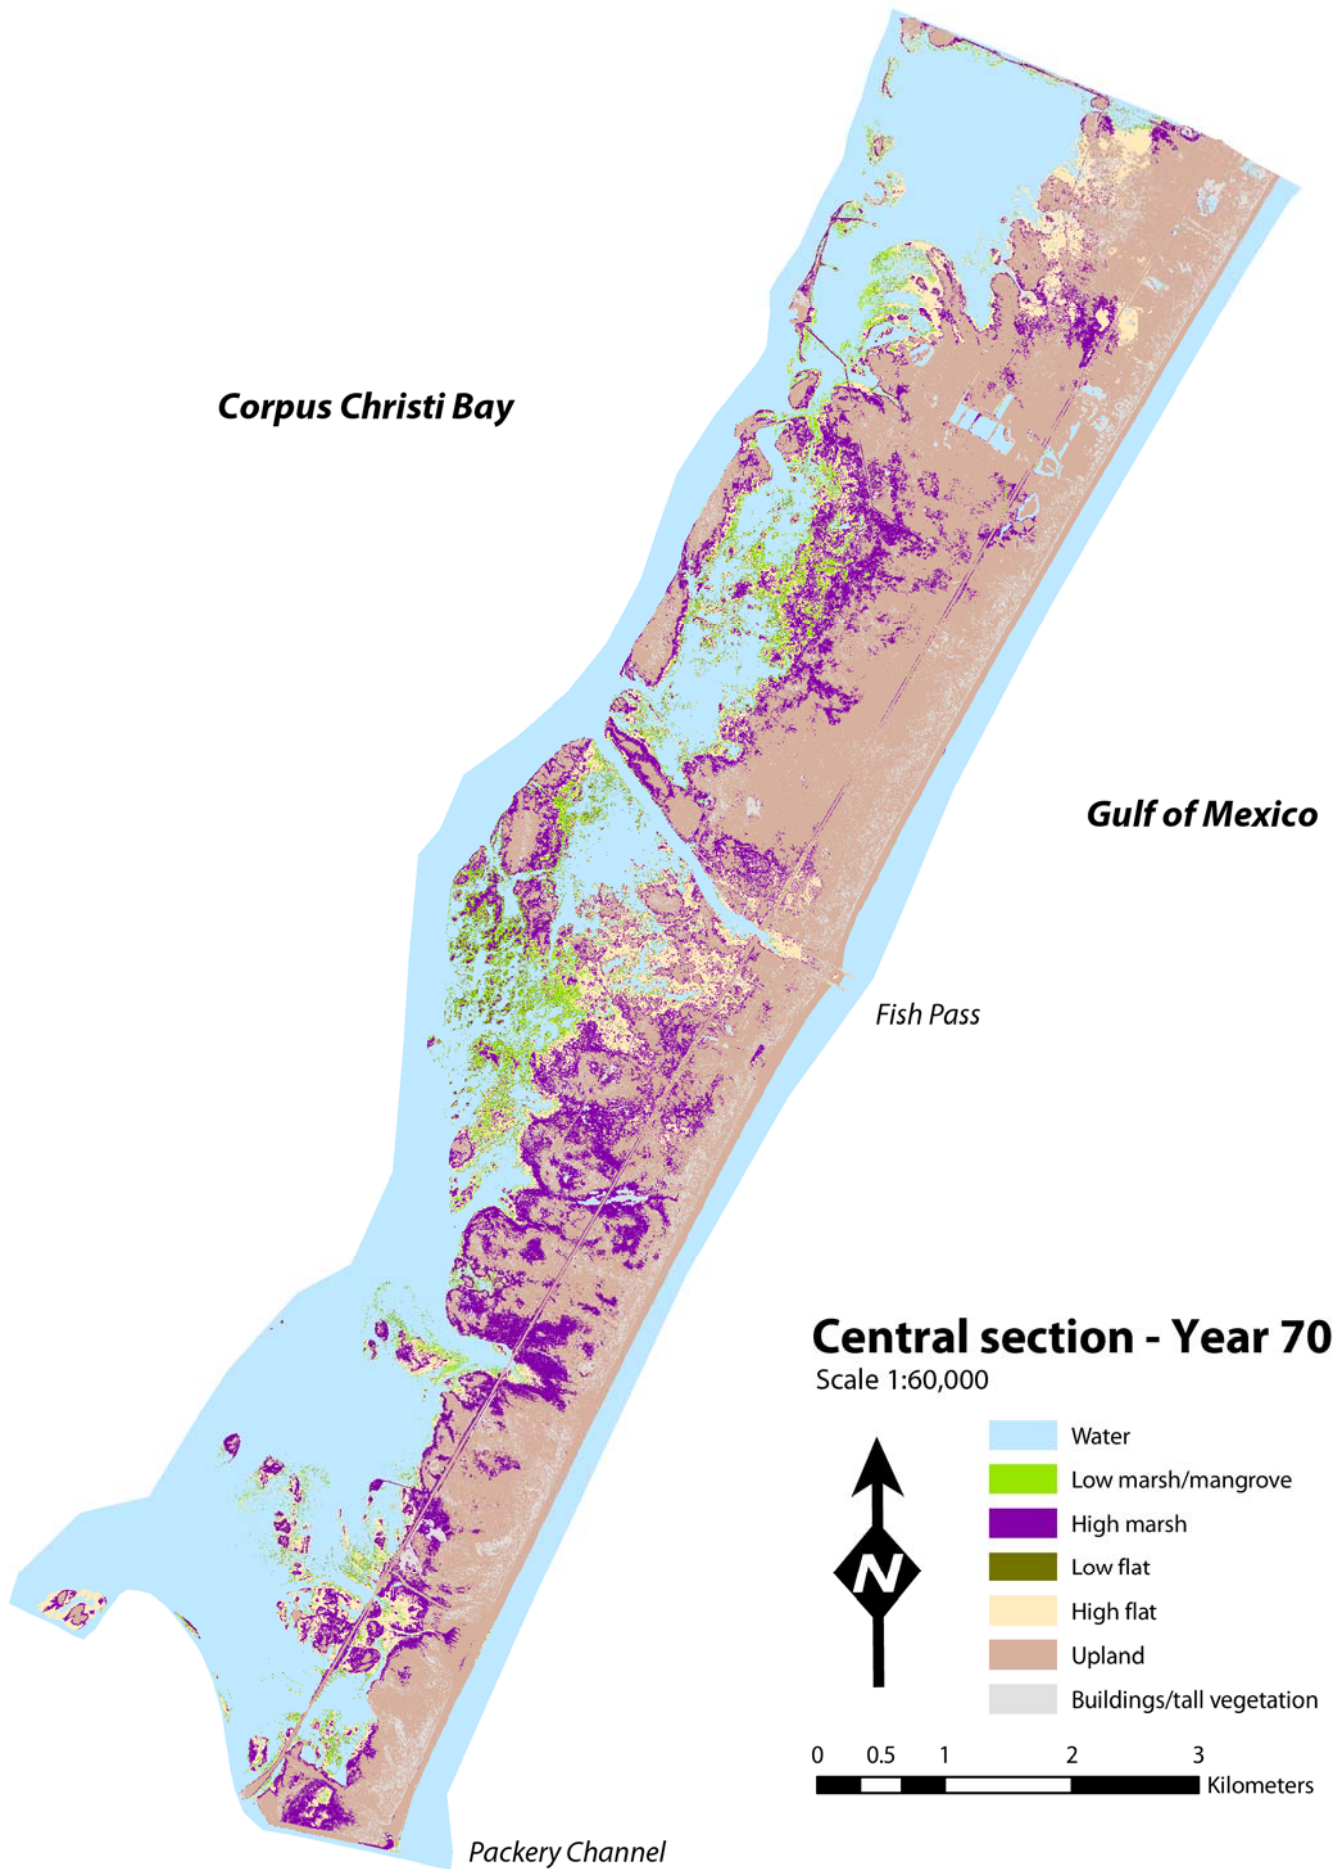 Corpus Christi Bay
Gulf of Mexico
Fish Pass
Central section - Year 70
Scale 1:60,000
Water
Low marsh/mangrove
High marsh
Low flat
High flat
Upland
Buildings/tall vegetation
N
0 0.5 1 2 3
Kilometers
Packery Channel